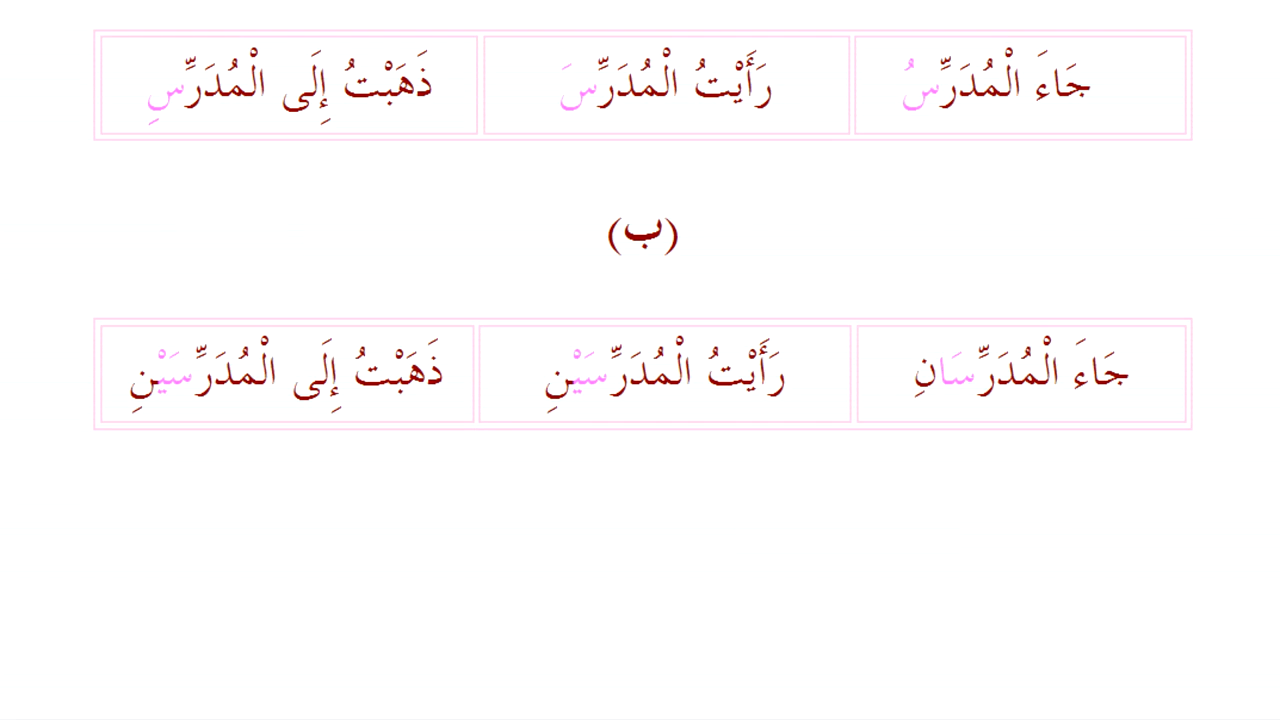 جَاءَ الْمُدَرِّسُ رَأَيْتُ الْمُدَرِّسَ ذَهَبْتُ إِلَى الْمُدَرِّسِ
(ب)
جَاءَ الْمُدَرِّسَانِ رَأَيْتُ الْمُدَرِّسَيْنِ ذَهَبْتُ إِلَى الْمُدَرِّسَيْنِ